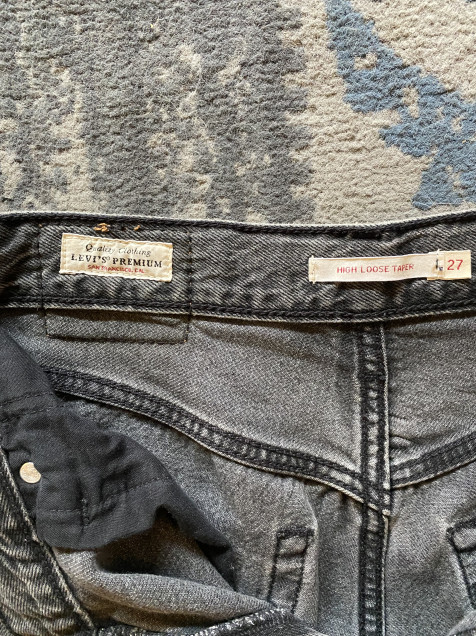 Quality Clothing
LEVI'S® PREMIUM
SAN FRANCISCO, CAL
HIGH LOOSE TAPER
27